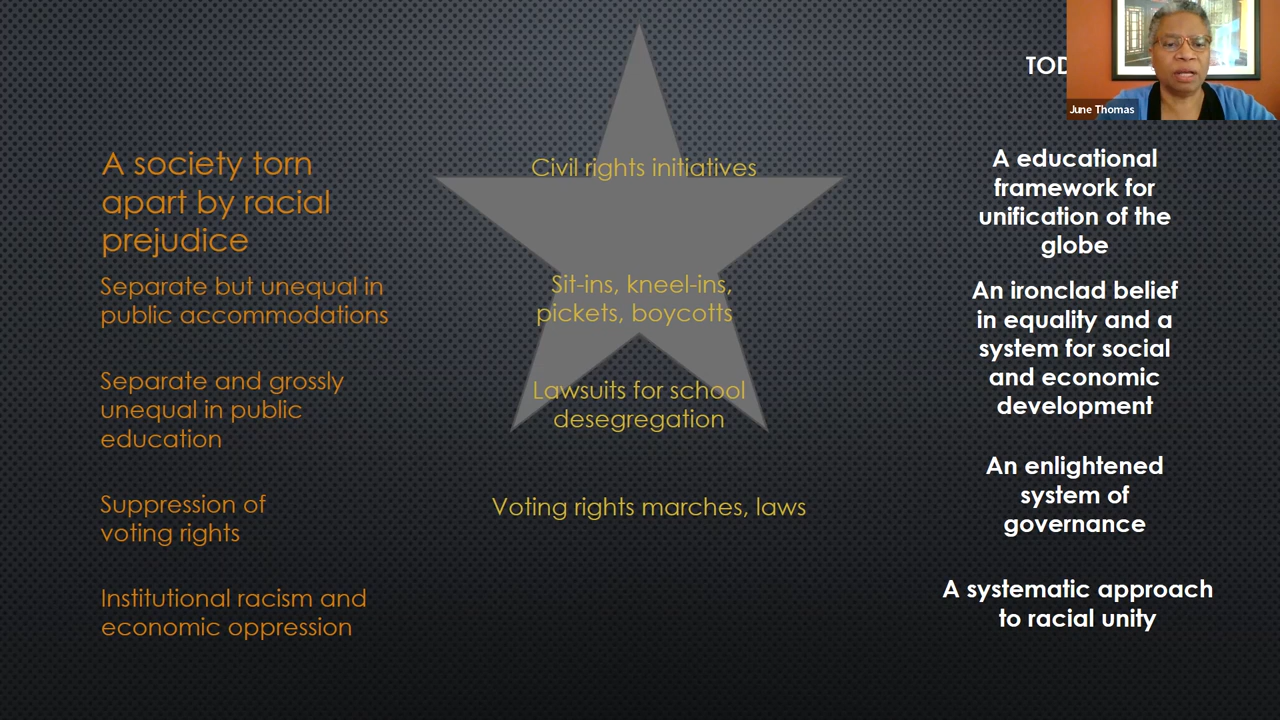 TOD
June Thomas
A society torn
apart by racial
prejudice
Separate but unequal in
public accommodations
Separate and grossly
unequal in public
education
Suppression of
voting rights
Institutional racism and
economic oppression
Civil rights initiatives
Sit-ins, kneel-ins,
pickets, boycotts
Lawsuits for school
desegregation
Voting rights marches, laws
A educational
framework for
unification of the
globe
An ironclad belief
in equality and a
system for social
and economic
development
An enlightened
system of
governance
A systematic approach
to racial unity